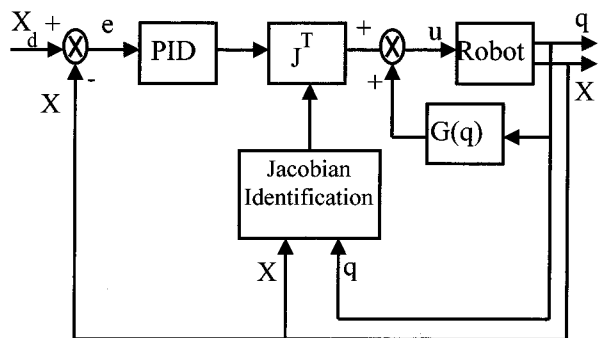 X_d +
e
PID
J^T
+
u
Robot
q
X
X
-
+
G(q)
Jacobian
Identification
X
q